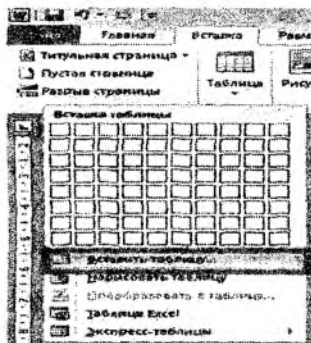 Главная Вставка
Титульная страница
Пустая страница
Разрыв страницы
Таблица
Вставка таблицы
Вставить таблицу...
Нарисовать таблицу
Преобразовать в таблицу...
Таблица Excel
Экспресс-таблицы